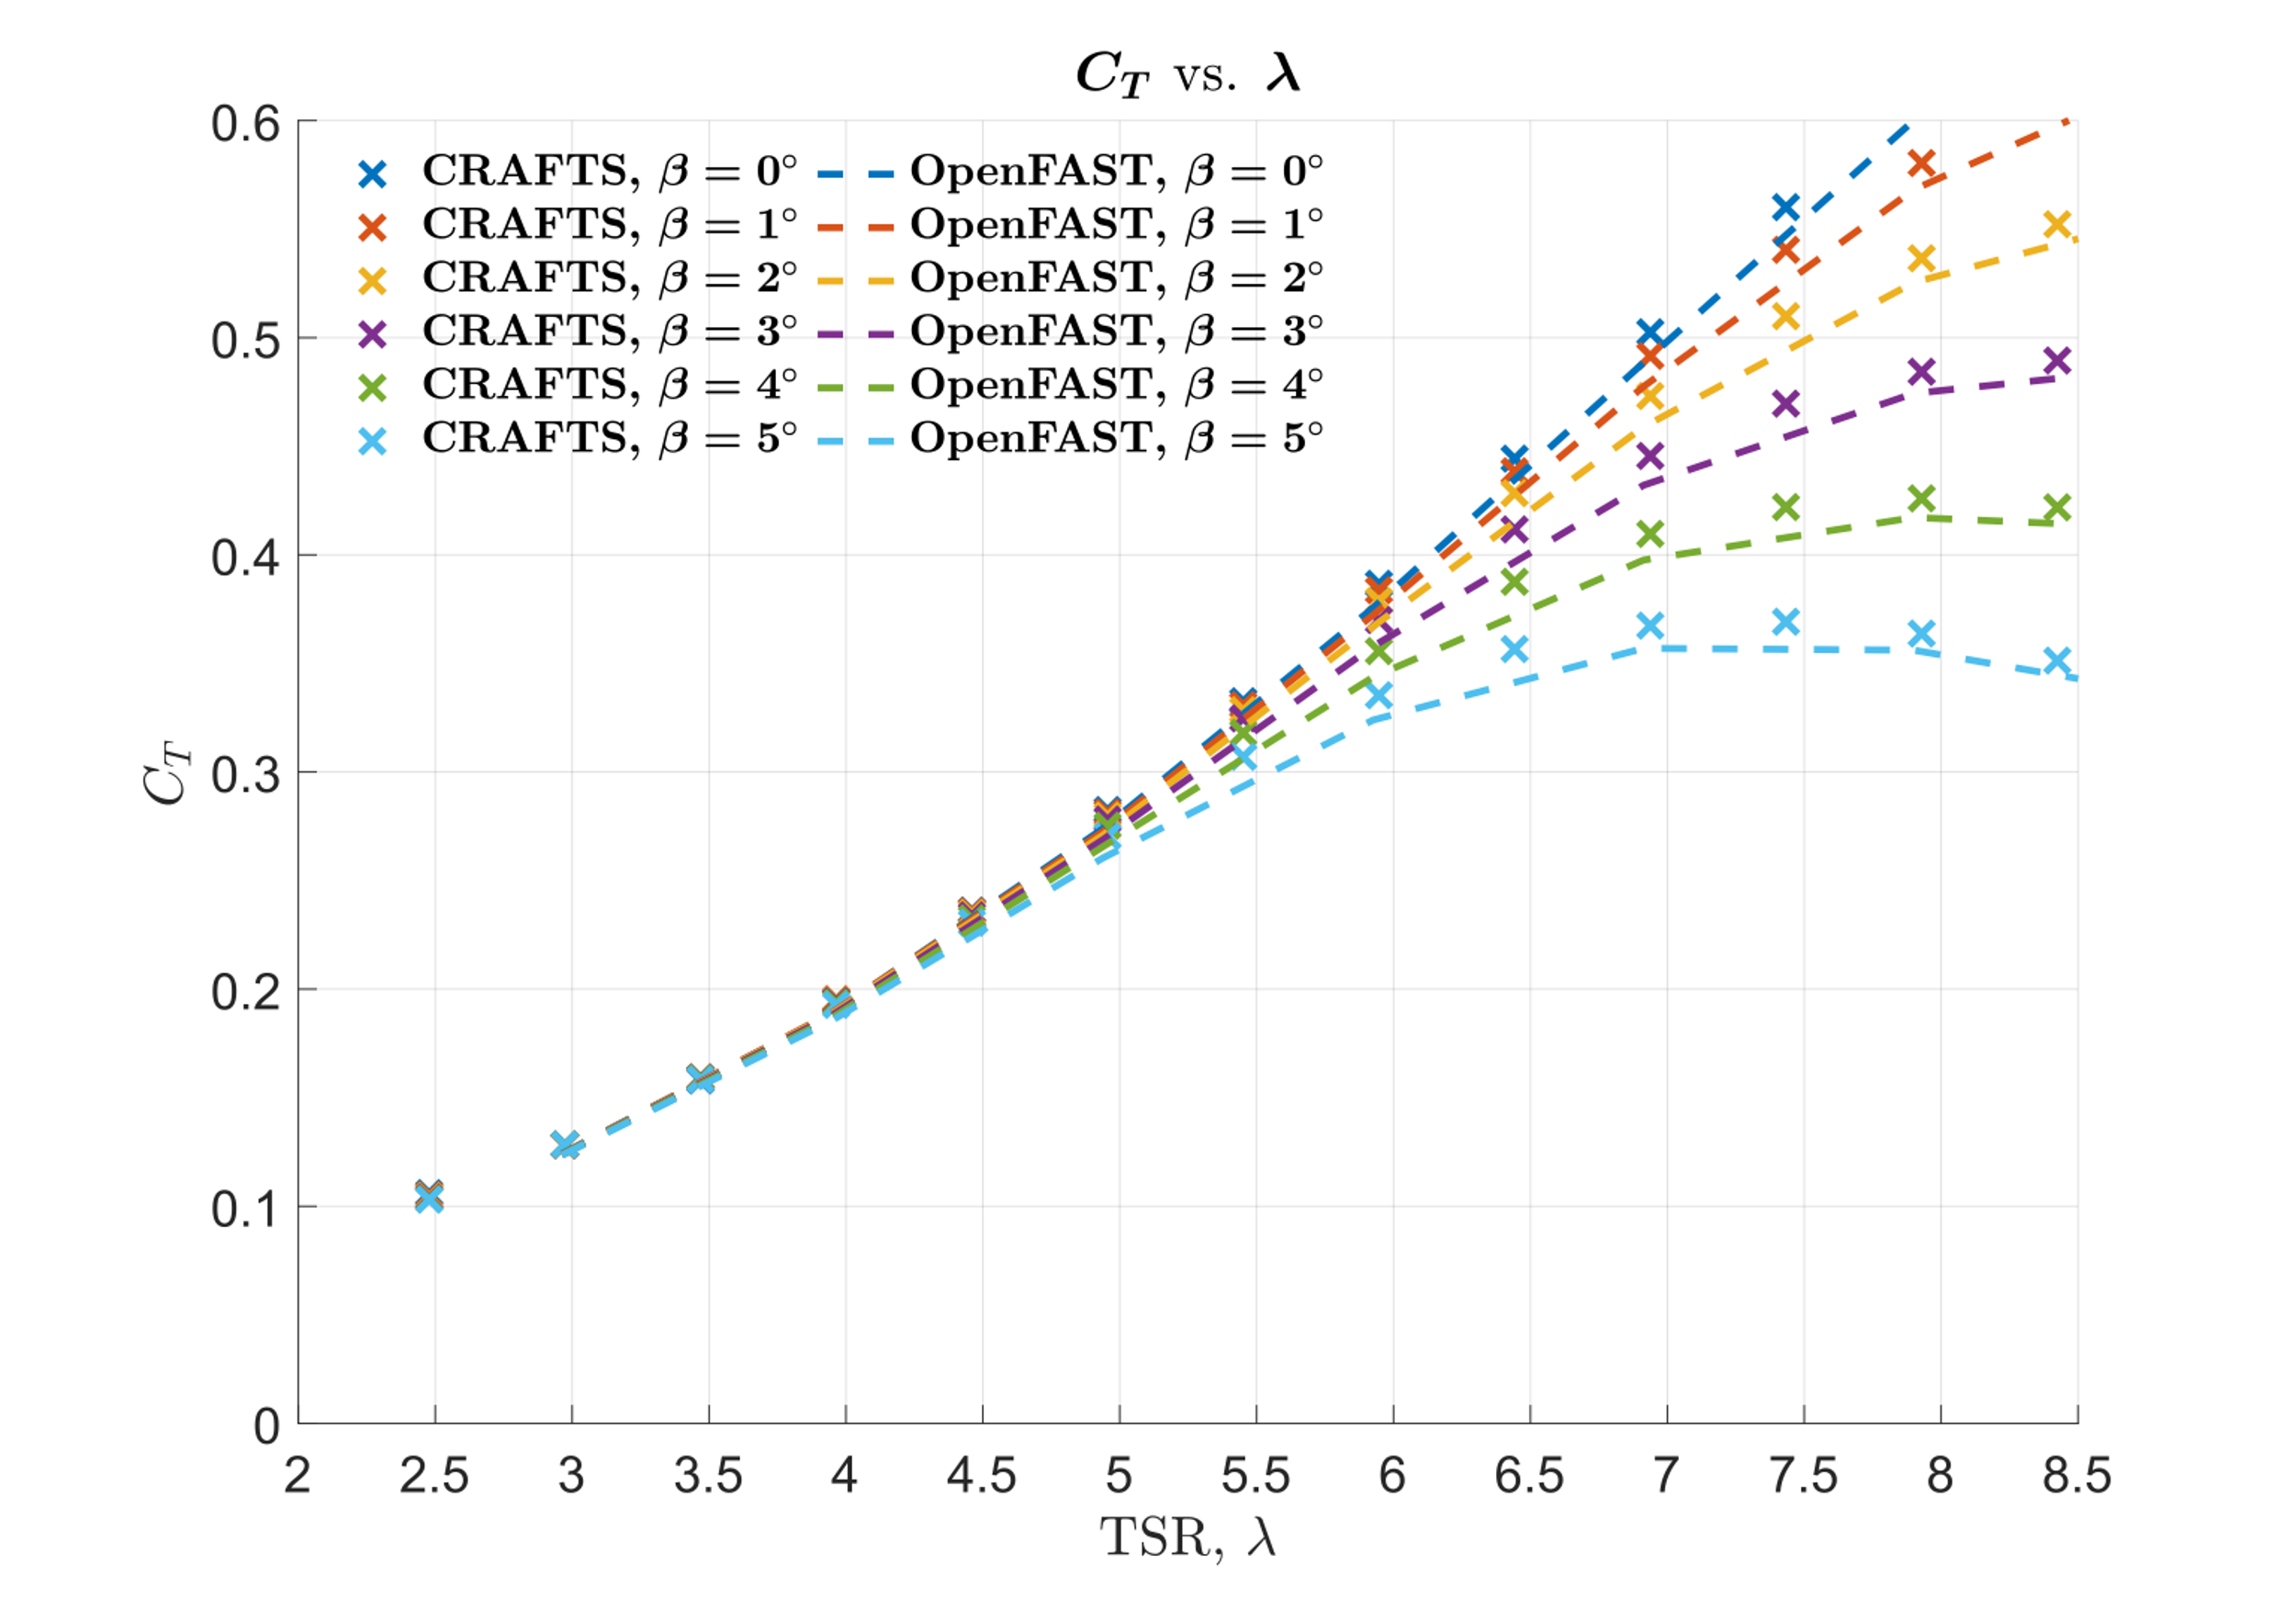 C_T vs. λ
0.6
0.5
0.4
0.3
0.2
0.1
0
CRAFTS, β = 0° OpenFAST, β = 0°
CRAFTS, β = 1° OpenFAST, β = 1°
CRAFTS, β = 2° OpenFAST, β = 2°
CRAFTS, β = 3° OpenFAST, β = 3°
CRAFTS, β = 4° OpenFAST, β = 4°
CRAFTS, β = 5° OpenFAST, β = 5°
C_T
2 2.5 3 3.5 4 4.5 5 5.5 6 6.5 7 7.5 8 8.5
TSR, λ